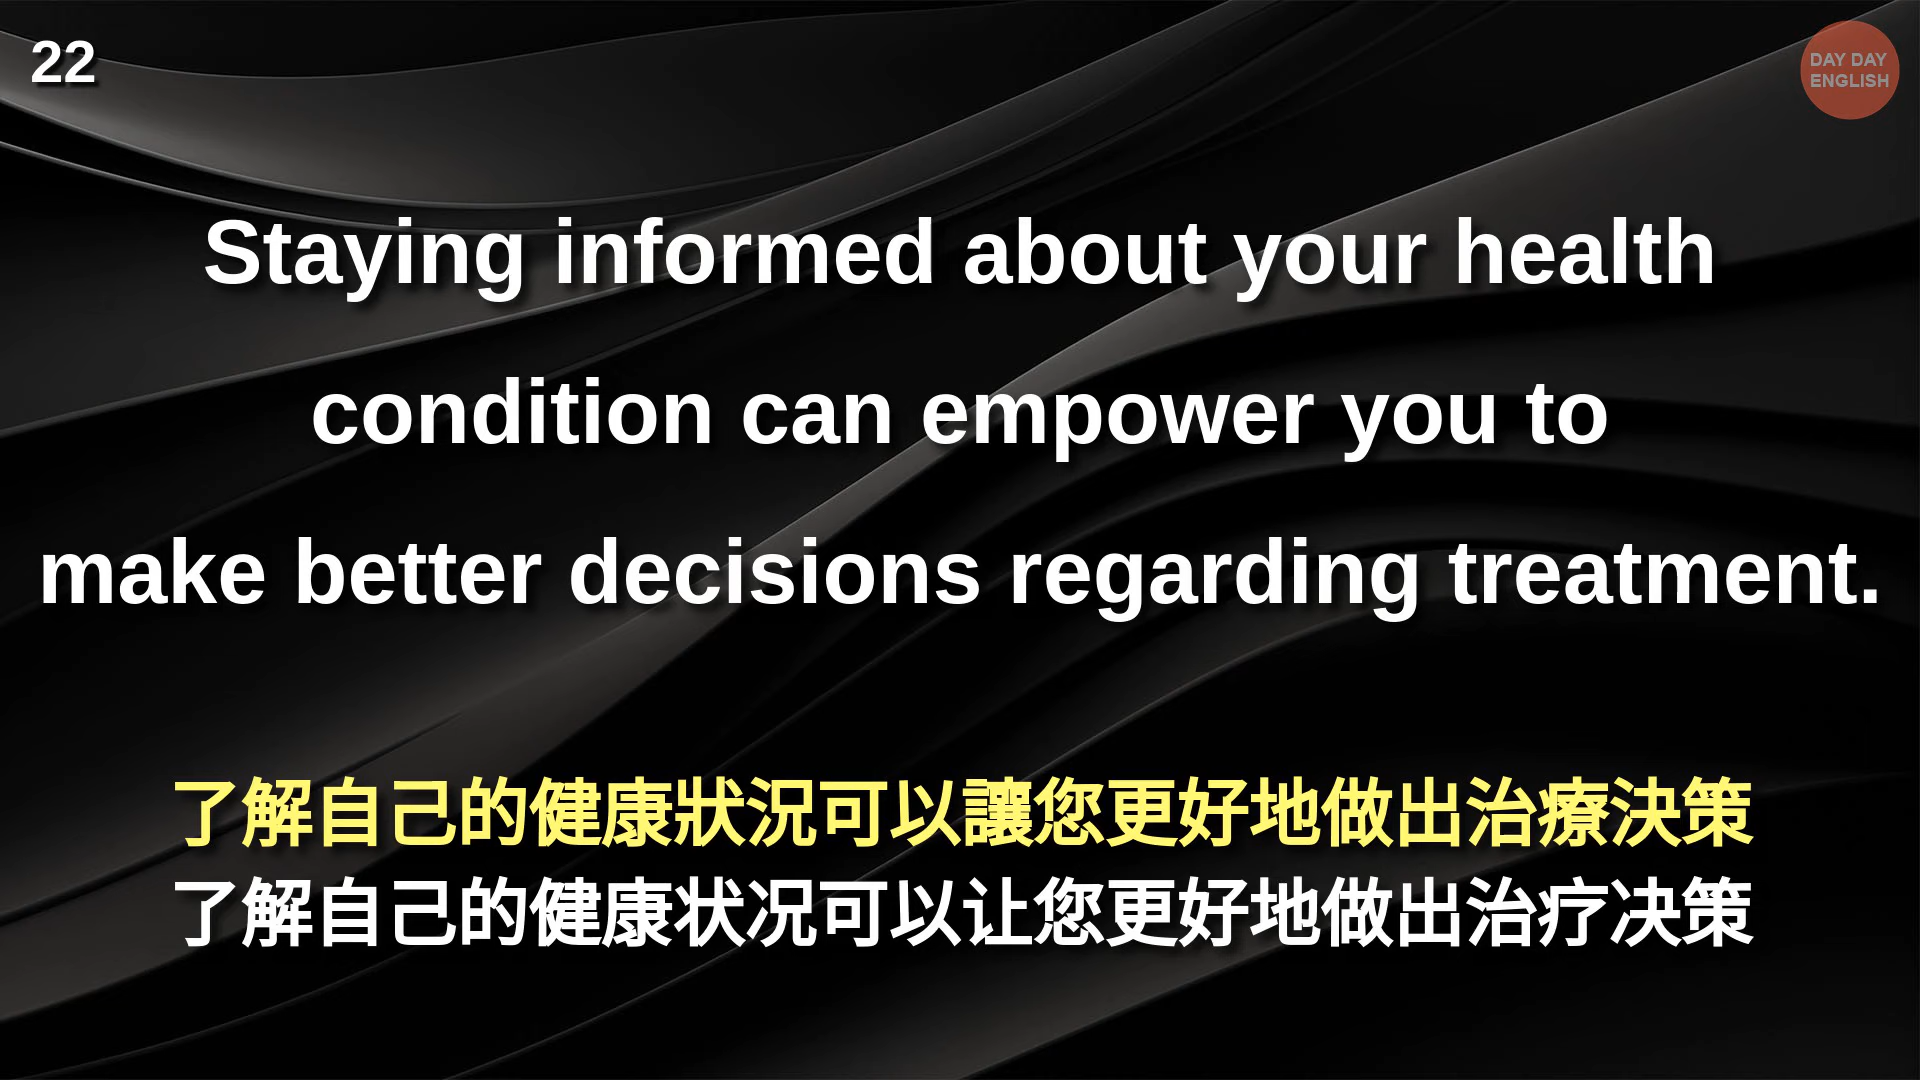 22
DAY DAY
ENGLISH
Staying informed about your health
condition can empower you to
make better decisions regarding treatment.
了解自己的健康狀況可以讓您更好地做出治療決策
了解自己的健康状况可以让您更好地做出治疗决策